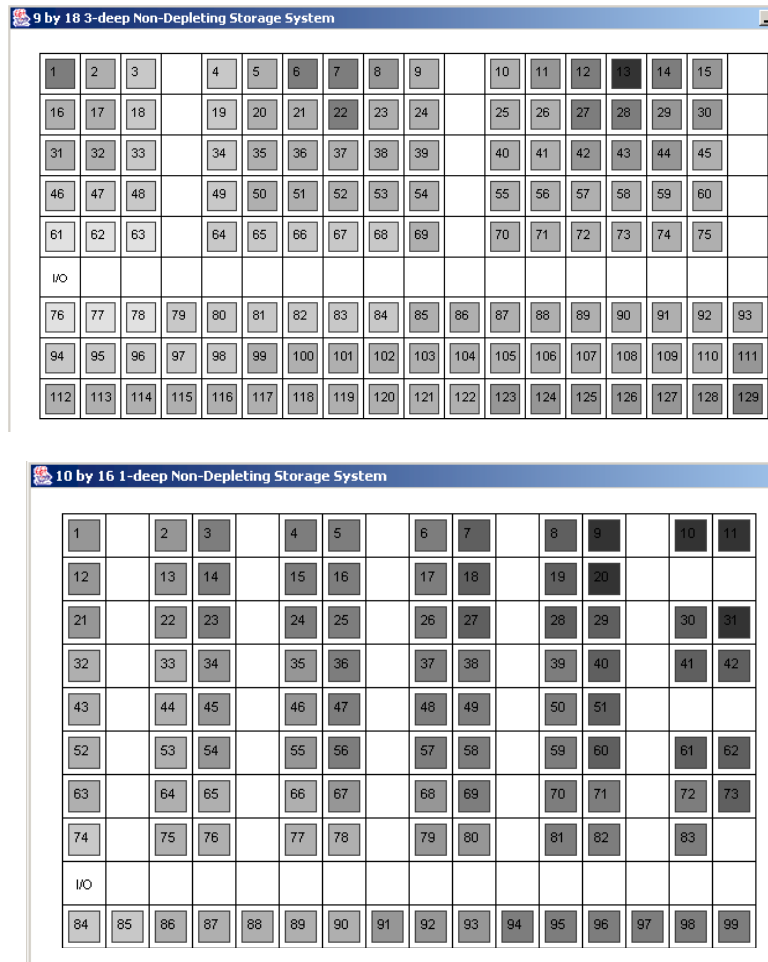 9 by 18 3-deep Non-Depleting Storage System
1 2 3 4 5 6 7 8 9 10 11 12 13 14 15
16 17 18 19 20 21 22 23 24 25 26 27 28 29 30
31 32 33 34 35 36 37 38 39 40 41 42 43 44 45
46 47 48 49 50 51 52 53 54 55 56 57 58 59 60
61 62 63 64 65 66 67 68 69 70 71 72 73 74 75
I/O
76 77 78 79 80 81 82 83 84 85 86 87 88 89 90 91 92 93
94 95 96 97 98 99 100 101 102 103 104 105 106 107 108 109 110 111
112 113 114 115 116 117 118 119 120 121 122 123 124 125 126 127 128 129
10 by 16 1-deep Non-Depleting Storage System
1 2 3 4 5 6 7 8 9 10 11
12 13 14 15 16 17 18 19 20
21 22 23 24 25 26 27 28 29 30 31
32 33 34 35 36 37 38 39 40 41 42
43 44 45 46 47 48 49 50 51
52 53 54 55 56 57 58 59 60 61 62
63 64 65 66 67 68 69 70 71 72 73
74 75 76 77 78 79 80 81 82 83
I/O
84 85 86 87 88 89 90 91 92 93 94 95 96 97 98 99